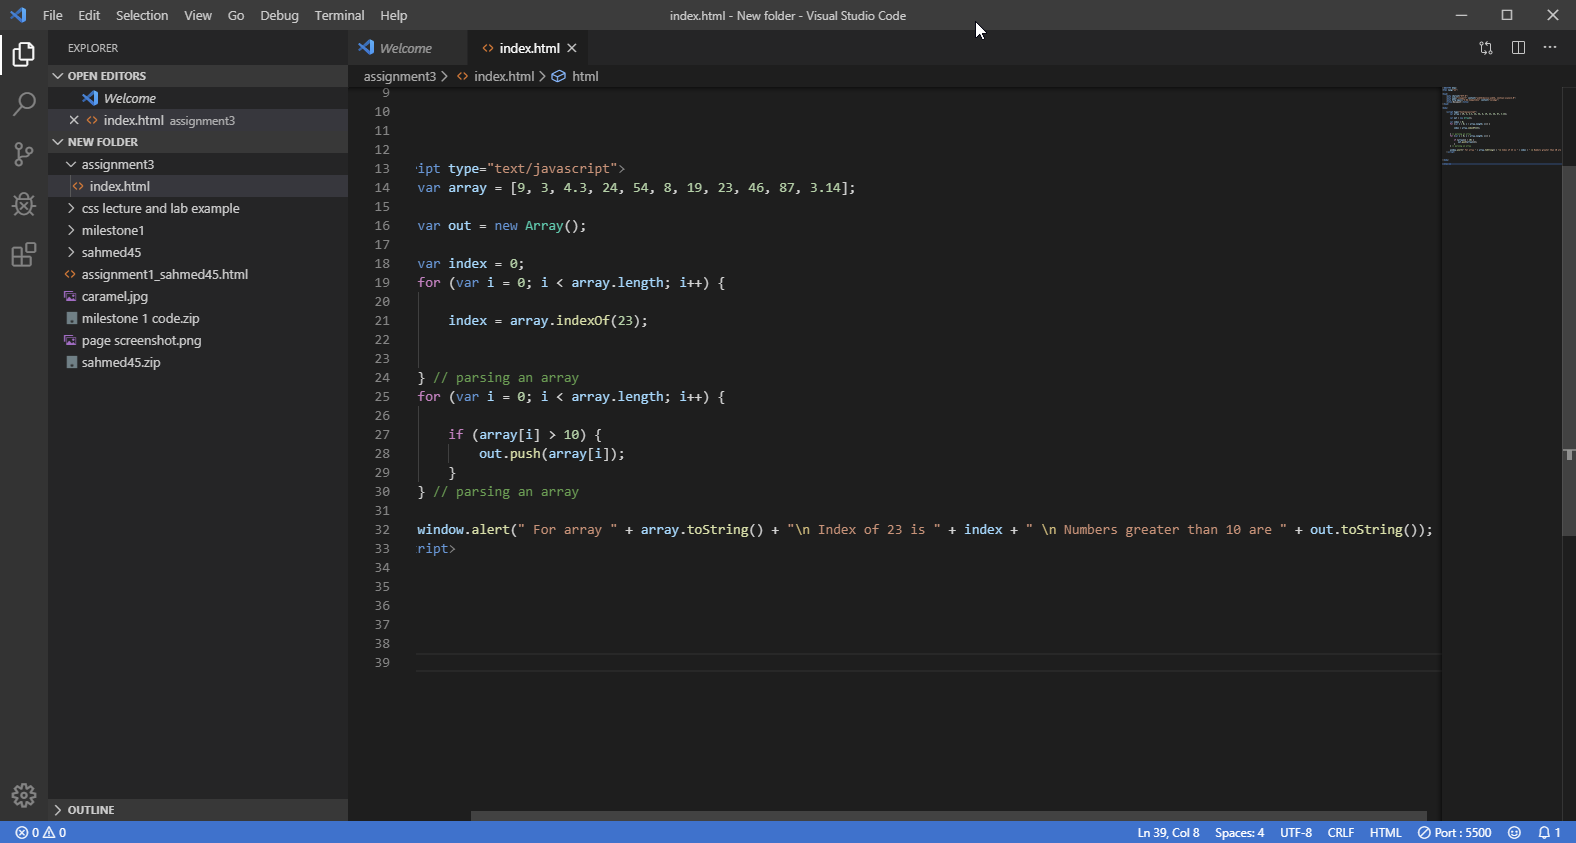 File Edit Selection View Go Debug Terminal Help
index.html - New folder - Visual Studio Code
EXPLORER
OPEN EDITORS
Welcome
index.html assignment3
NEW FOLDER
assignment3
index.html
css lecture and lab example
milestone1
sahmed45
assignment1_sahmed45.html
caramel.jpg
milestone 1 code.zip
page screenshot.png
sahmed45.zip
OUTLINE
Welcome index.html
assignment3 > index.html > html
9
10
11
12
13 ript type="text/javascript">
14 var array = [9, 3, 4.3, 24, 54, 8, 19, 23, 46, 87, 3.14];
15
16 var out = new Array();
17
18 var index = 0;
19 for (var i = 0; i < array.length; i++) {
20
21 index = array.indexOf(23);
22
23
24 } // parsing an array
25 for (var i = 0; i < array.length; i++) {
26
27 if (array[i] > 10) {
28 out.push(array[i]);
29 }
30 } // parsing an array
31
32 window.alert(" For array " + array.toString() + "\n Index of 23 is " + index + " \n Numbers greater than 10 are " + out.toString());
33 ript>
34
35
36
37
38
39
0 0 Ln 39, Col 8 Spaces: 4 UTF-8 CRLF HTML Port : 5500 1